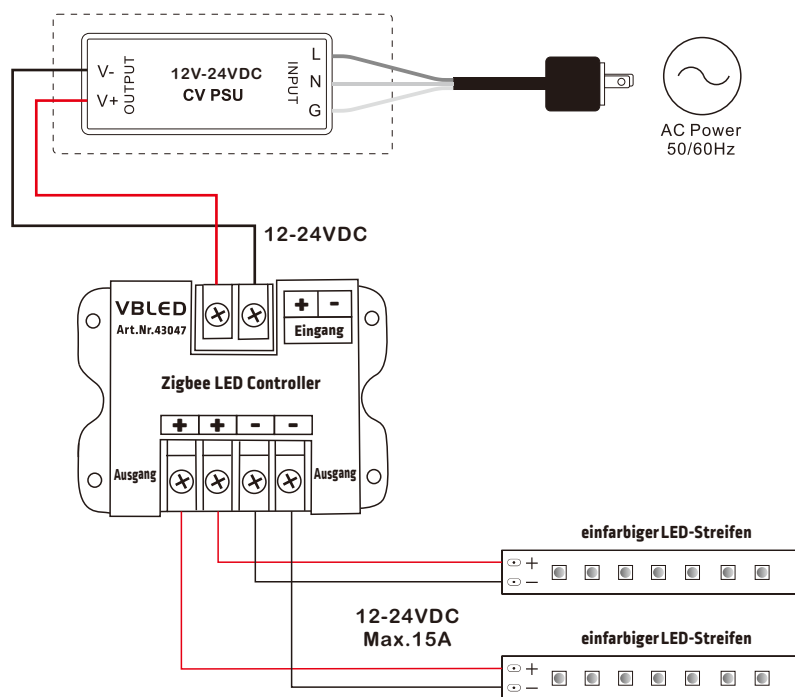 V-
V+
OUTPUT
12V-24VDC
CV PSU
INPUT
L
N
G
AC Power
50/60Hz
12-24VDC
VBLED
Art.Nr.43047
+ -
Eingang
Zigbee LED Controller
+ + - -
Ausgang
Ausgang
einfarbiger LED-Streifen
+
-
12-24VDC
Max.15A
einfarbiger LED-Streifen
+
-